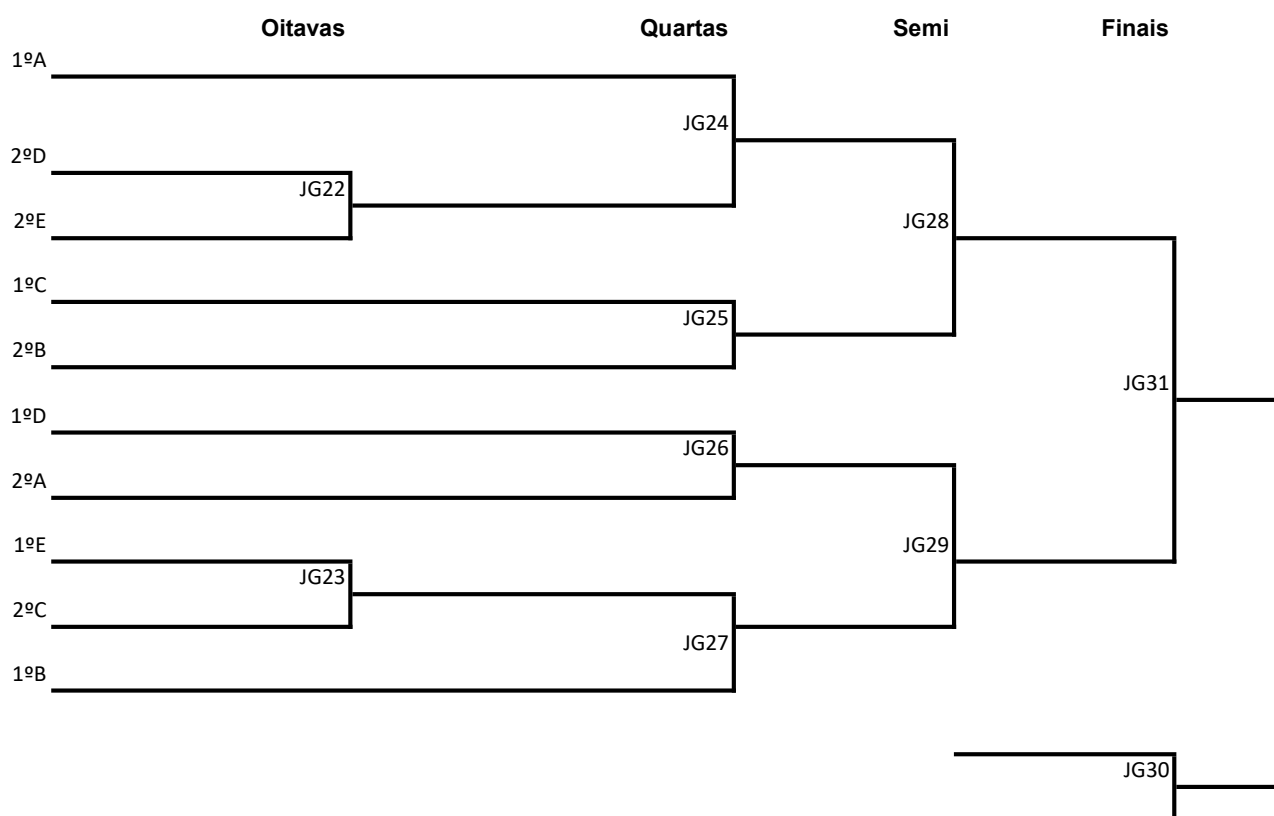 Oitavas Quartas Semi Finais
1ºA
JG24
2ºD
JG22
2ºE
JG28
1ºC
JG25
2ºB
JG31
1ºD
JG26
2ºA
1ºE
JG29
JG23
2ºC
JG27
1ºB
JG30